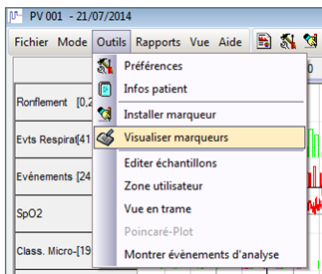 PV 001 - 21/07/2014
Fichier Mode Outils Rapports Vue Aide
Préférences
Infos patient
Installer marqueur
Visualiser marqueurs
Editer échantillons
Zone utilisateur
Vue en trame
Poincaré-Plot
Montrer évènements d'analyse
Ronflement [0,2
Evts Respirat[41
Evénements [24
SpO2
Class. Micro-[19